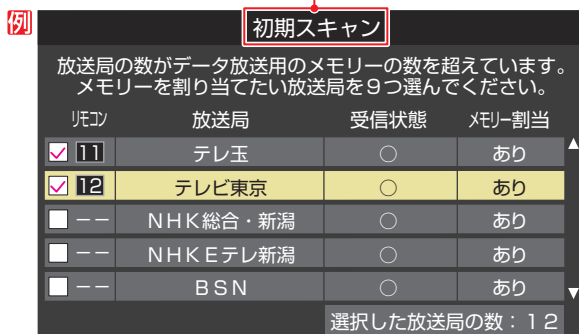 例
初期スキャン
放送局の数がデータ放送用のメモリーの数を超えています。
メモリーを割り当てたい放送局を9つ選んでください。
リモコン 放送局 受信状態 メモリー割当
11 テレ玉 ○ あり
12 テレビ東京 ○ あり
−− NHK総合・新潟 ○ あり
−− NHKEテレ新潟 ○ あり
−− BSN ○ あり
選択した放送局の数：12